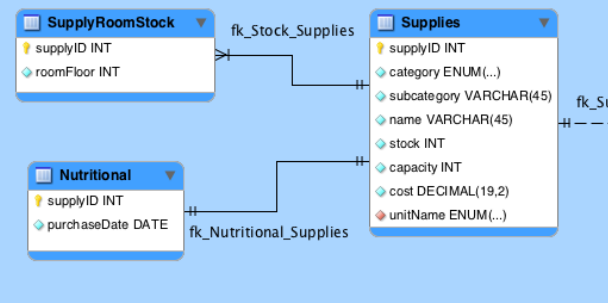 SupplyRoomStock
supplyID INT
roomFloor INT
fk_Stock_Supplies
Supplies
supplyID INT
category ENUM(...)
subcategory VARCHAR(45)
name VARCHAR(45)
stock INT
capacity INT
cost DECIMAL(19,2)
unitName ENUM(...)
Nutritional
supplyID INT
purchaseDate DATE
fk_Nutritional_Supplies